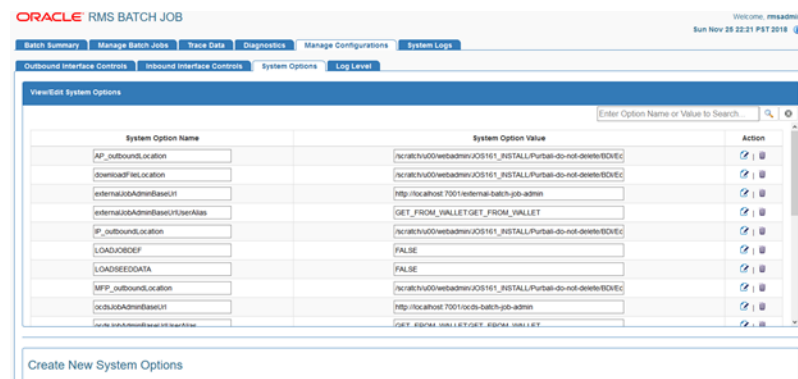 ORACLE RMS BATCH JOB
Welcome, rmsadmi
Sun Nov 25 22:21 PST 2018
Batch Summary Manage Batch Jobs Trace Data Diagnostics Manage Configurations System Logs
Outbound Interface Controls Inbound Interface Controls System Options Log Level
View/Edit System Options
Enter Option Name or Value to Search...
System Option Name System Option Value Action
AP_outboundLocation /scratch/u00/webadmin/JOS161_INSTALL/Purbali-do-not-delete/BDI/Ec
downloadFileLocation /scratch/u00/webadmin/JOS161_INSTALL/Purbali-do-not-delete/BDI/Ec
externalJobAdminBaseUrl http://localhost:7001/external-batch-job-admin
externalJobAdminBaseUrlUserAlias GET_FROM_WALLET:GET_FROM_WALLET
IP_outboundLocation /scratch/u00/webadmin/JOS161_INSTALL/Purbali-do-not-delete/BDI/Ec
LOADJOBDEF FALSE
LOADSEEDDATA FALSE
MFP_outboundLocation /scratch/u00/webadmin/JOS161_INSTALL/Purbali-do-not-delete/BDI/Ec
ocdsJobAdminBaseUrl http://localhost:7001/ocds-batch-job-admin
ocdsJobAdminBaseUrlUserAlias GET_FROM_WALLET:GET_FROM_WALLET
Create New System Options